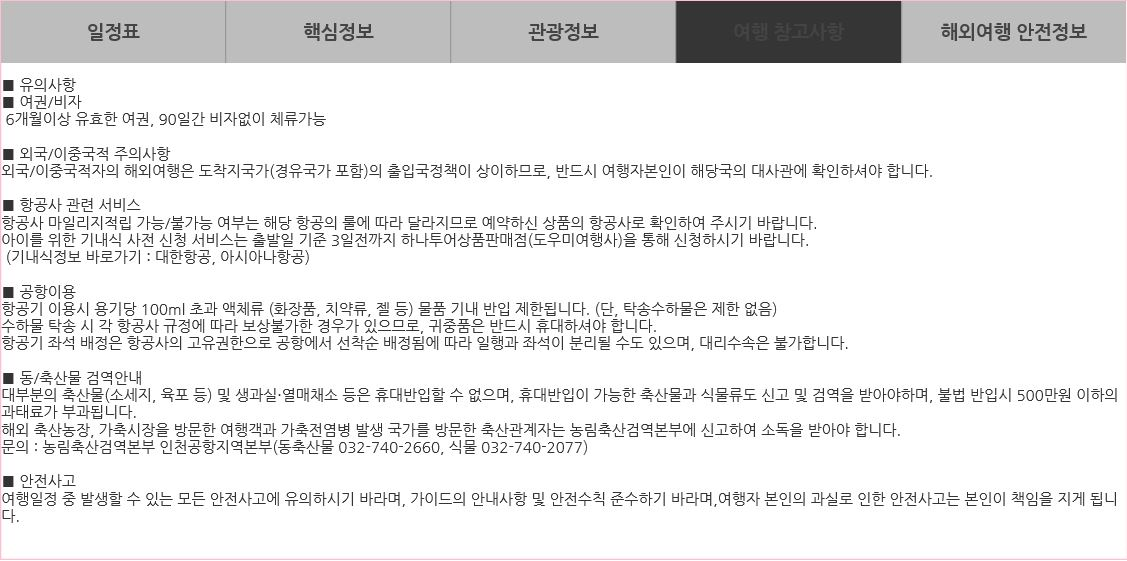 일정표
핵심정보
관광정보
여행 참고사항
해외여행 안전정보
■ 유의사항
■ 여권/비자
6개월이상 유효한 여권, 90일간 비자없이 체류가능
■ 외국/이중국적 주의사항
외국/이중국적자의 해외여행은 도착지국가(경유국가 포함)의 출입국정책이 상이하므로, 반드시 여행자본인이 해당국의 대사관에 확인하셔야 합니다.
■ 항공사 관련 서비스
항공사 마일리지적립 가능/불가능 여부는 해당 항공의 룰에 따라 달라지므로 예약하신 상품의 항공사로 확인하여 주시기 바랍니다.
아이를 위한 기내식 사전 신청 서비스는 출발일 기준 3일전까지 하나투어상품판매점(도우미여행사)을 통해 신청하시기 바랍니다.
(기내식정보 바로가기 : 대한항공, 아시아나항공)
■ 공항이용
항공기 이용시 용기당 100ml 초과 액체류 (화장품, 치약류, 젤 등) 물품 기내 반입 제한됩니다. (단, 탁송수하물은 제한 없음)
수하물 탁송 시 각 항공사 규정에 따라 보상불가한 경우가 있으므로, 귀중품은 반드시 휴대하셔야 합니다.
항공기 좌석 배정은 항공사의 고유권한으로 공항에서 선착순 배정됨에 따라 일행과 좌석이 분리될 수도 있으며, 대리수속은 불가합니다.
■ 동/축산물 검역안내
대부분의 축산물(소세지, 육포 등) 및 생과실·열매채소 등은 휴대반입할 수 없으며, 휴대반입이 가능한 축산물과 식물류도 신고 및 검역을 받아야하며, 불법 반입시 500만원 이하의
과태료가 부과됩니다.
해외 축산농장, 가축시장을 방문한 여행객과 가축전염병 발생 국가를 방문한 축산관계자는 농림축산검역본부에 신고하여 소독을 받아야 합니다.
문의 : 농림축산검역본부 인천공항지역본부(동축산물 032-740-2660, 식물 032-740-2077)
■ 안전사고
여행일정 중 발생할 수 있는 모든 안전사고에 유의하시기 바라며, 가이드의 안내사항 및 안전수칙 준수하기 바라며,여행자 본인의 과실로 인한 안전사고는 본인이 책임을 지게 됩니
다.